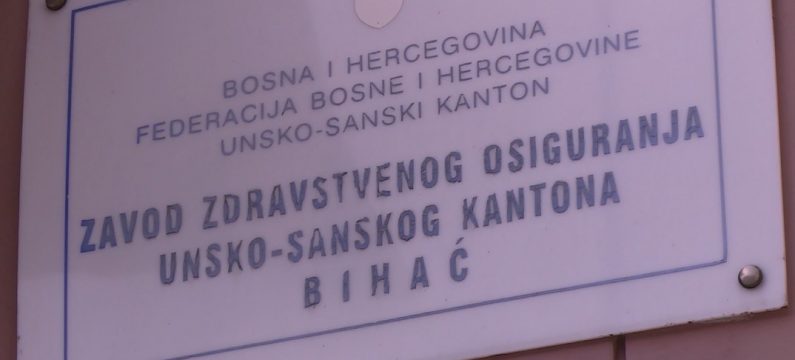 BOSNA I HERCEGOVINA
FEDERACIJA BOSNE I HERCEGOVINE
UNSKO-SANSKI KANTON
ZAVOD ZDRAVSTVENOG OSIGURANJA
UNSKO-SANSKOG KANTONA
BIHAĆ